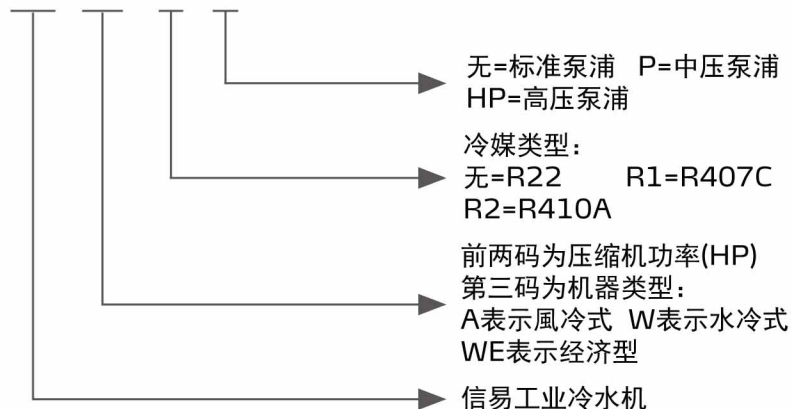 无=标准泵浦 P=中压泵浦
HP=高压泵浦
冷媒类型：
无=R22 R1=R407C
R2=R410A
前两码为压缩机功率(HP)
第三码为机器类型：
A表示風冷式 W表示水冷式
WE表示经济型
信易工业冷水机